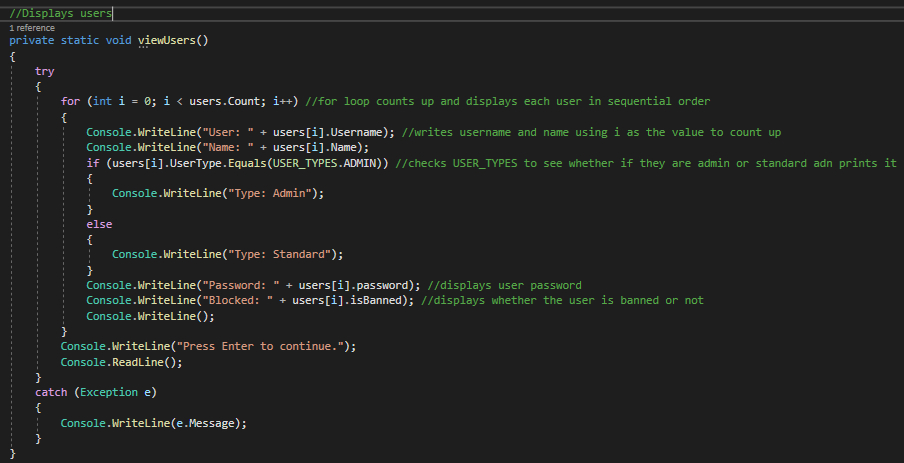 //Displays users
1 reference
private static void viewUsers()
{
try
{
for (int i = 0; i < users.Count; i++) //for loop counts up and displays each user in sequential order
{
Console.WriteLine("User: " + users[i].Username); //writes username and name using i as the value to count up
Console.WriteLine("Name: " + users[i].Name);
if (users[i].UserType.Equals(USER_TYPES.ADMIN)) //checks USER_TYPES to see whether if they are admin or standard adn prints it
{
Console.WriteLine("Type: Admin");
}
else
{
Console.WriteLine("Type: Standard");
}
Console.WriteLine("Password: " + users[i].password); //displays user password
Console.WriteLine("Blocked: " + users[i].isBanned); //displays whether the user is banned or not
Console.WriteLine();
}
Console.WriteLine("Press Enter to continue.");
Console.ReadLine();
}
catch (Exception e)
{
Console.WriteLine(e.Message);
}
}